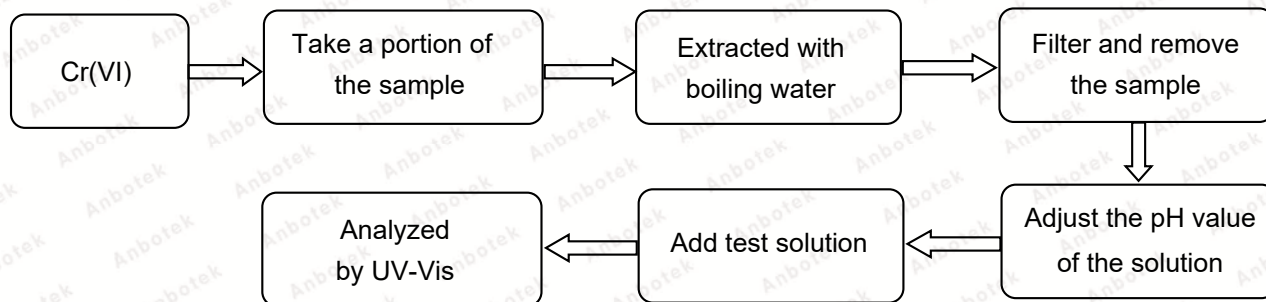 Cr(VI)
Take a portion of
the sample
Extracted with
boiling water
Filter and remove
the sample
Adjust the pH value
of the solution
Add test solution
Analyzed
by UV-Vis
Anbotek